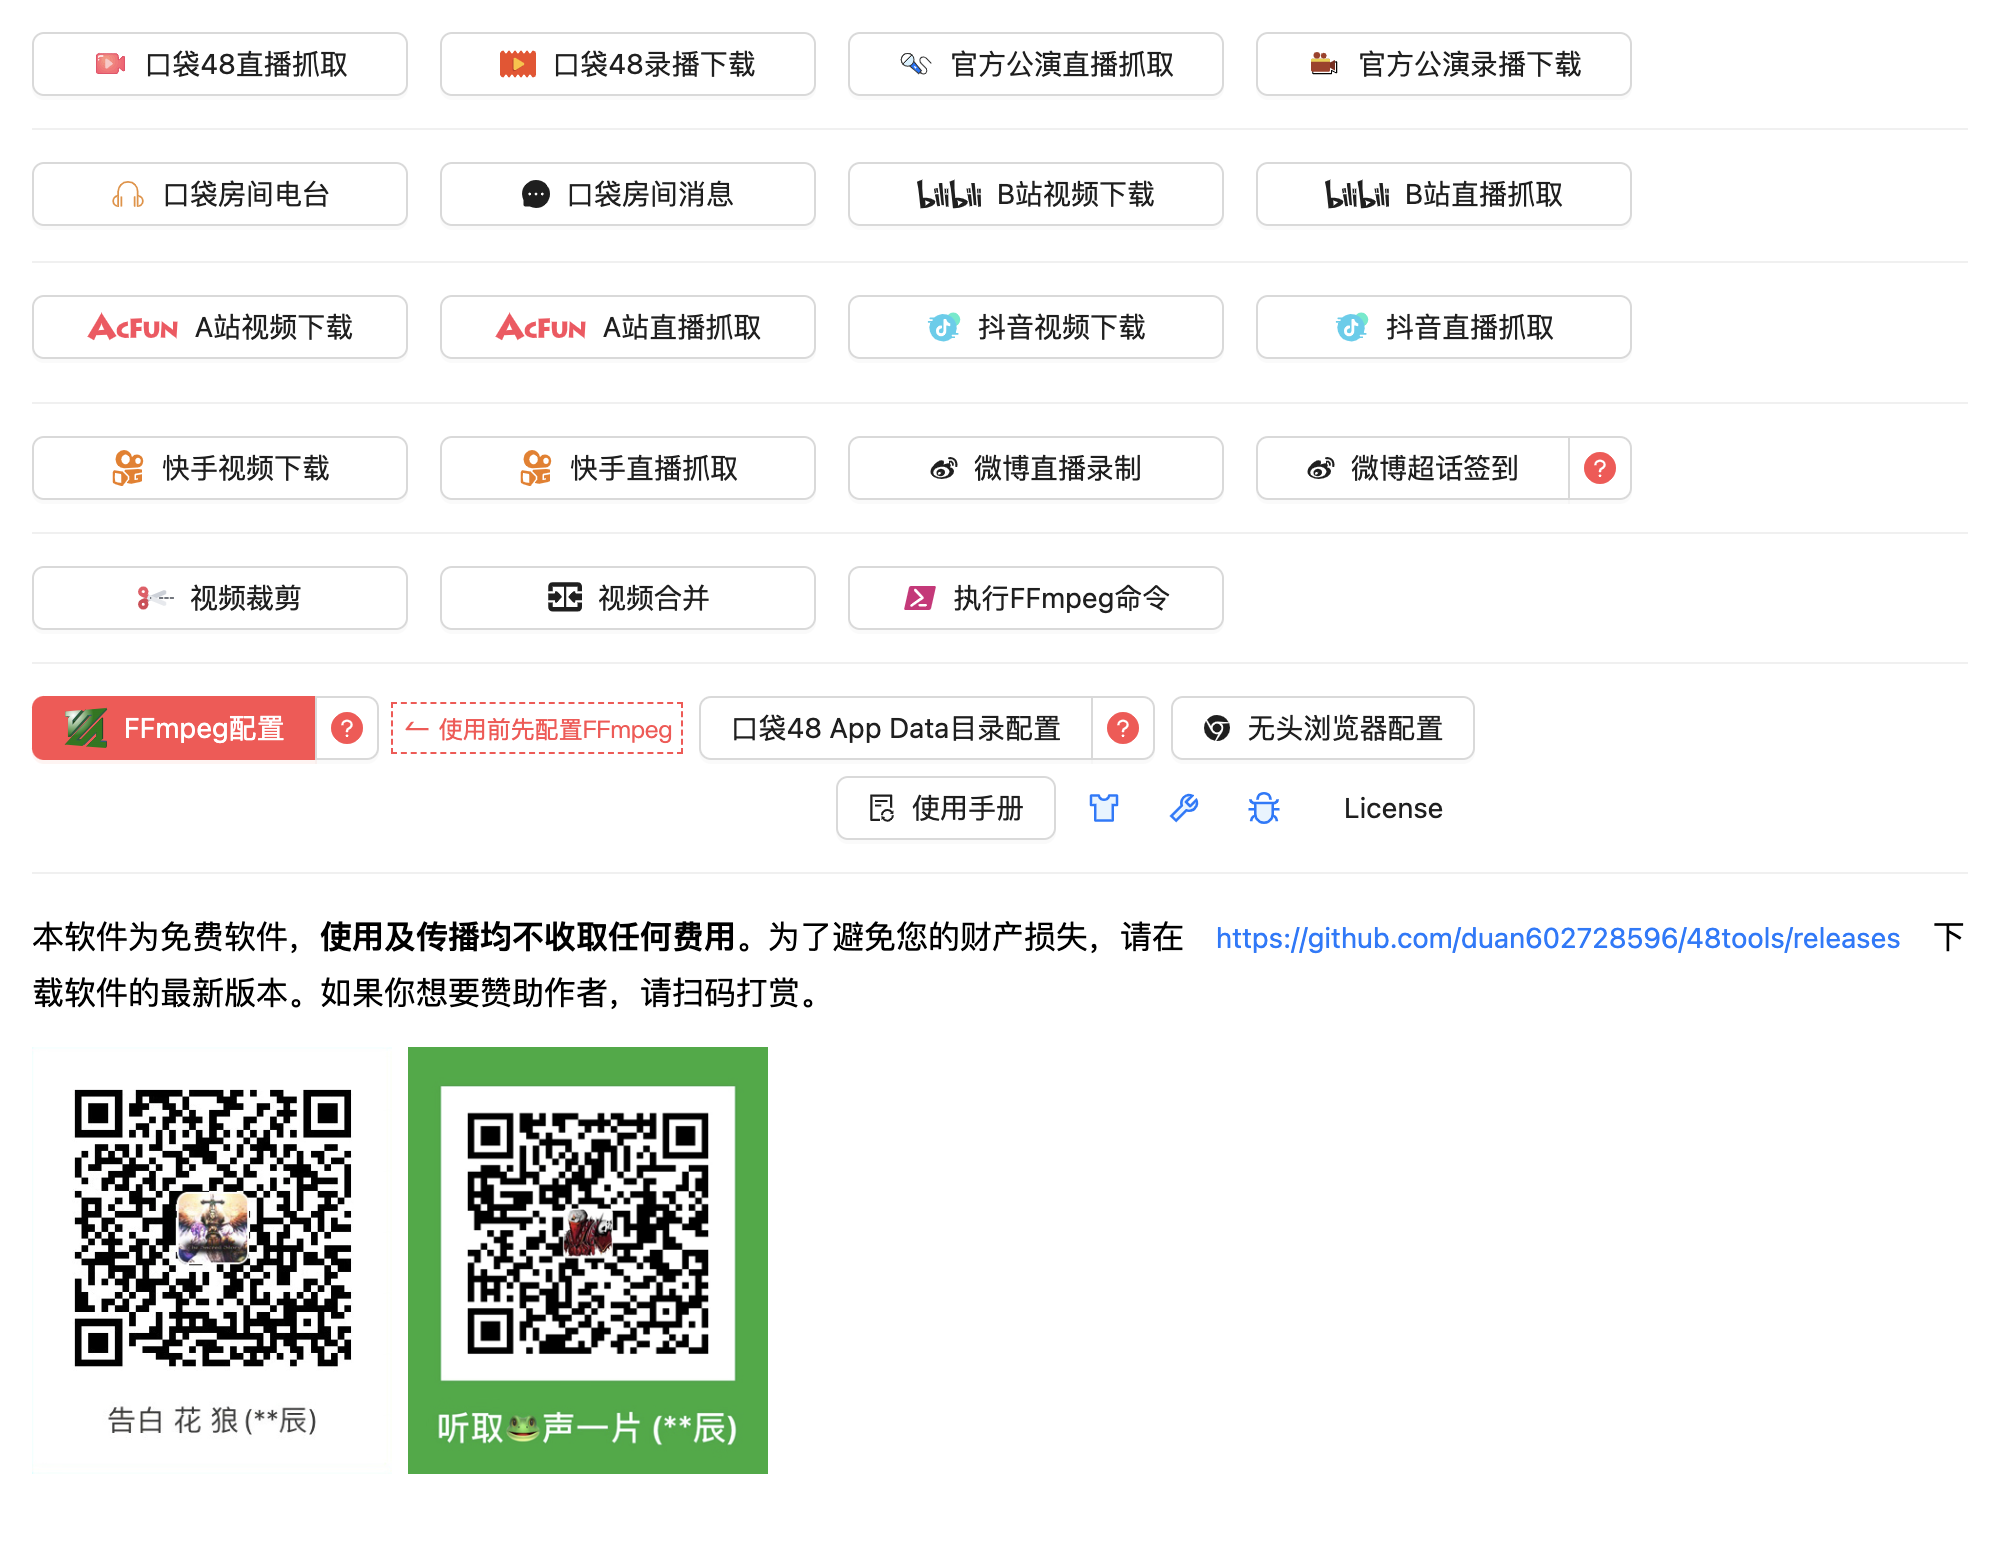 口袋48直播抓取
口袋48录播下载
官方公演直播抓取
官方公演录播下载
口袋房间电台
口袋房间消息
bilibili B站视频下载
bilibili B站直播抓取
ACFUN A站视频下载
ACFUN A站直播抓取
抖音视频下载
抖音直播抓取
快手视频下载
快手直播抓取
微博直播录制
微博超话签到 ?
视频裁剪
视频合并
执行FFmpeg命令
FFmpeg配置 ?
使用前先配置FFmpeg
口袋48 App Data目录配置 ?
无头浏览器配置
使用手册
License
本软件为免费软件，使用及传播均不收取任何费用。为了避免您的财产损失，请在 https://github.com/duan602728596/48tools/releases 下
载软件的最新版本。如果你想要赞助作者，请扫码打赏。
告白 花 狼(**辰)
听取🐸声一片 (**辰)